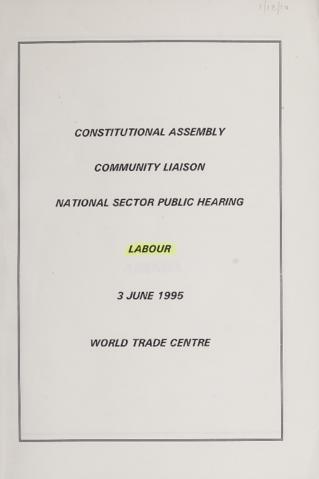 CONSTITUTIONAL ASSEMBLY
COMMUNITY LIAISON
NATIONAL SECTOR PUBLIC HEARING
LABOUR
3 JUNE 1995
WORLD TRADE CENTRE